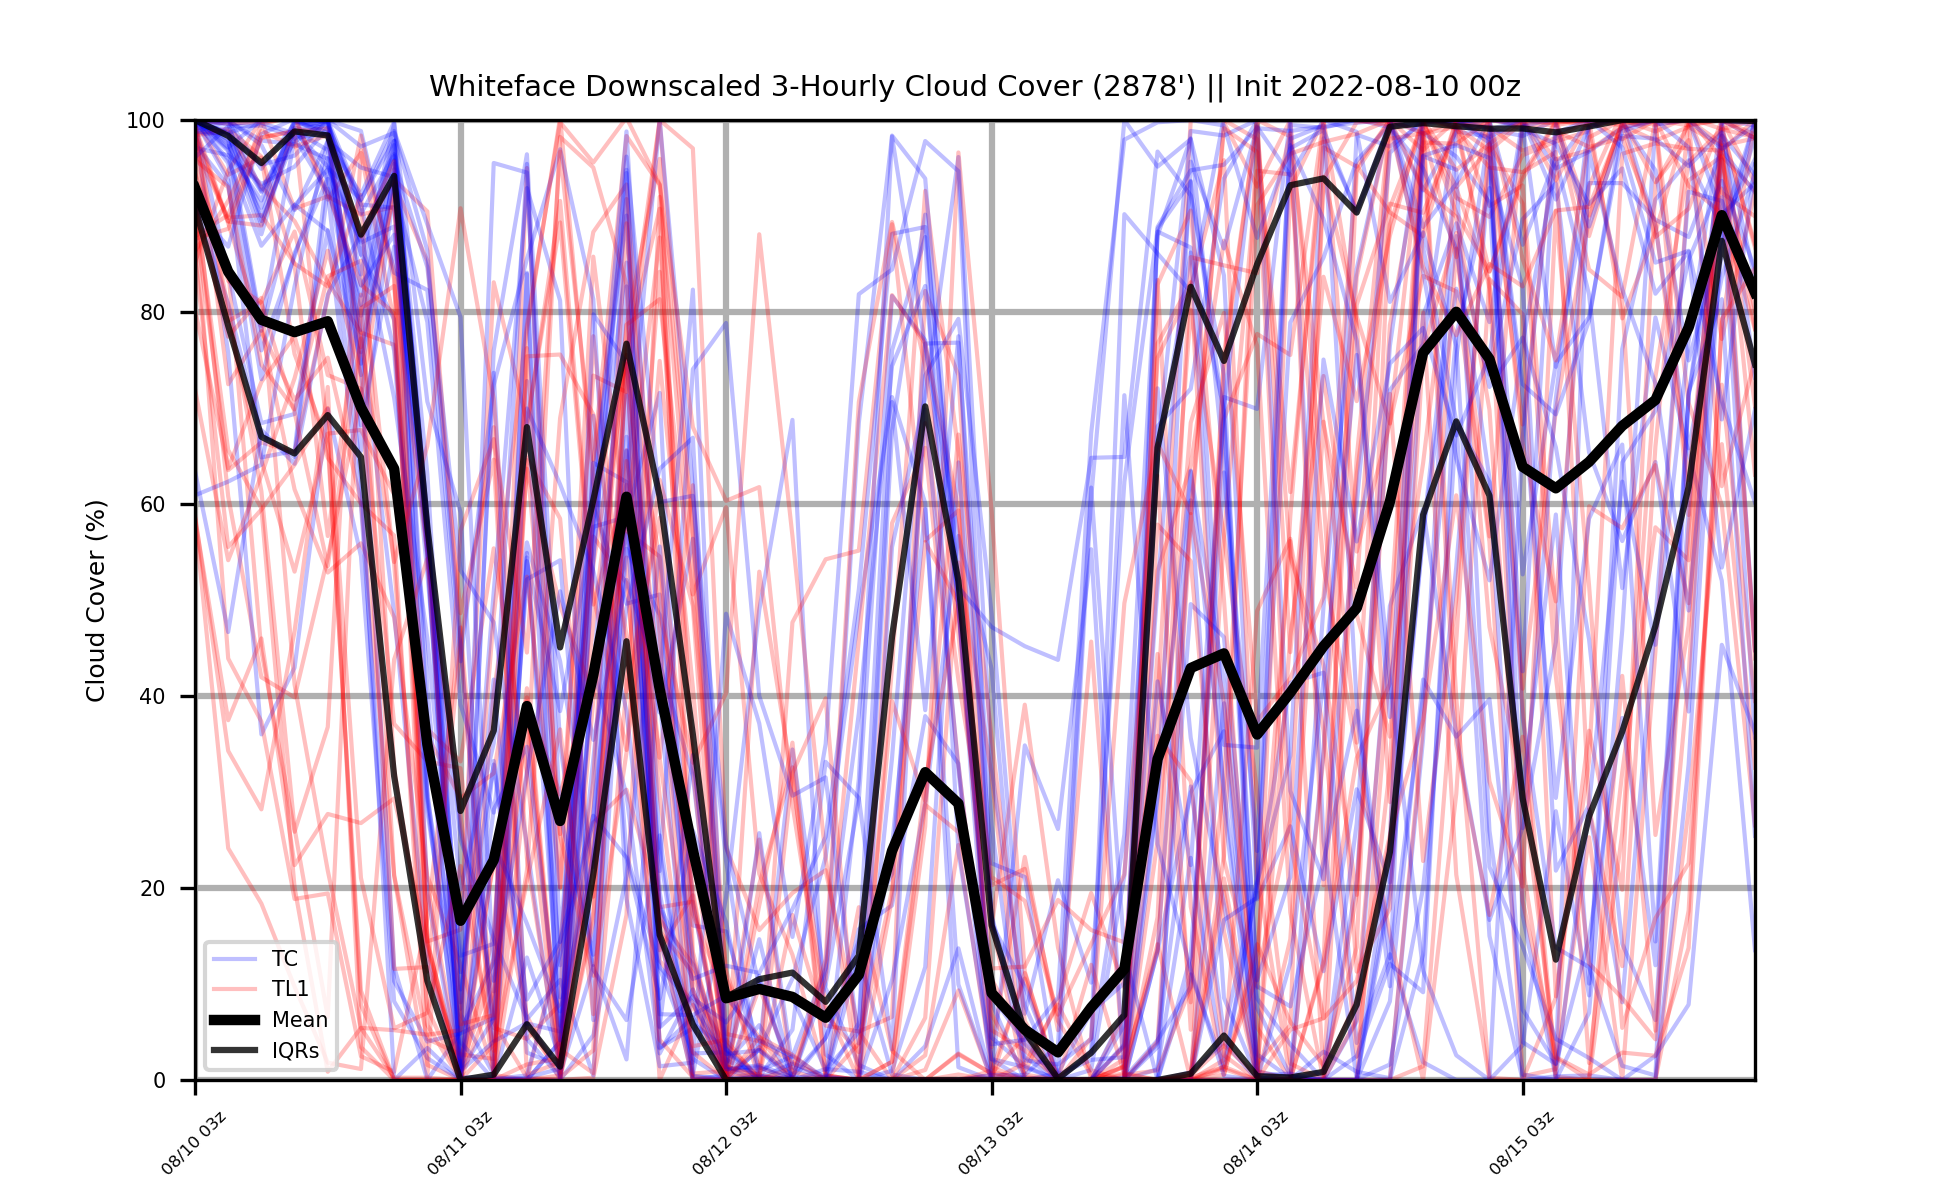 Whiteface Downscaled 3-Hourly Cloud Cover (2878') || Init 2022-08-10 00z
Cloud Cover (%)
100
80
60
40
20
0
TC
TL1
Mean
IQRs
08/10 03z
08/11 03z
08/12 03z
08/13 03z
08/14 03z
08/15 03z